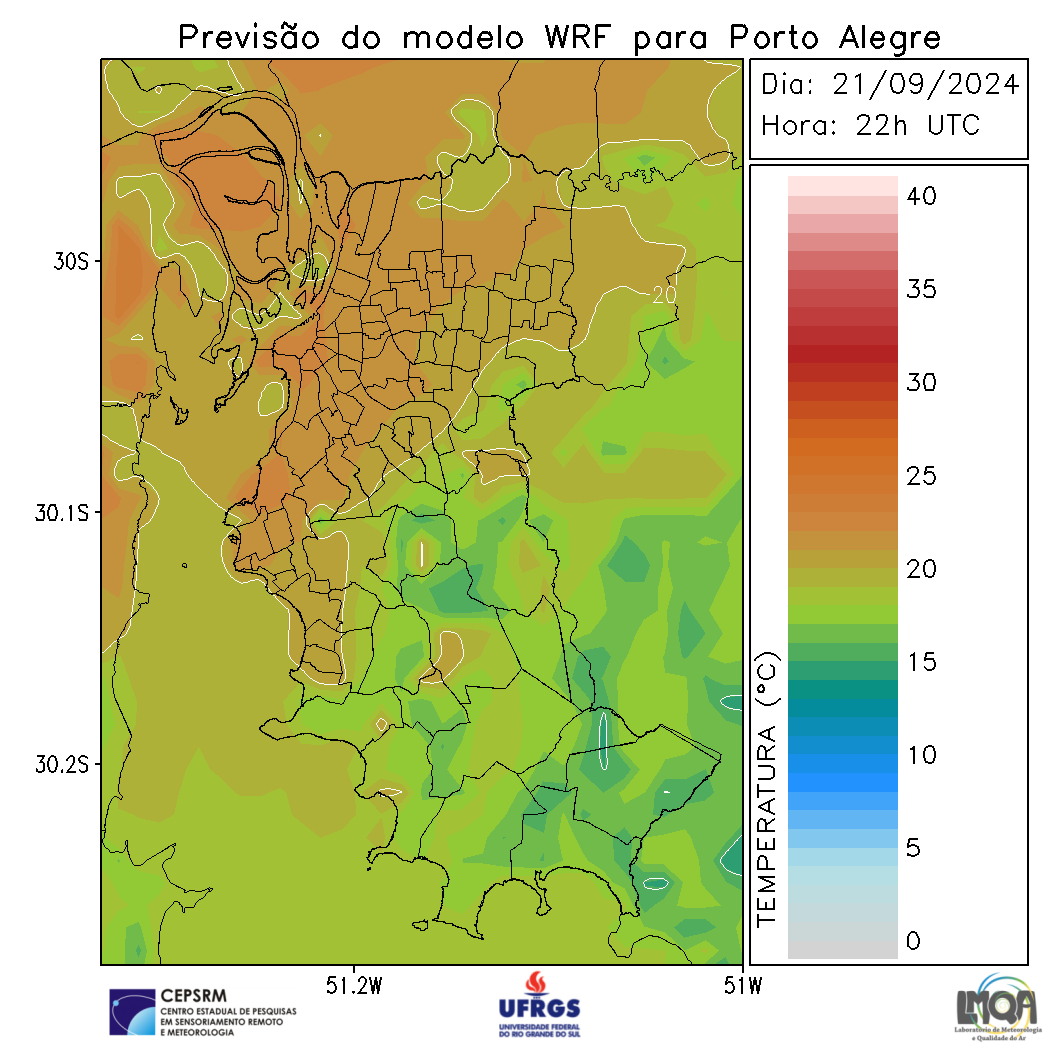 Previsão do modelo WRF para Porto Alegre
Dia: 21/09/2024
Hora: 22h UTC
40
35
30
25
20
15
10
5
0
TEMPERATURA (°C)
20
30S
30.1S
30.2S
51.2W
51W
CEPSRM
CENTRO ESTADUAL DE PESQUISAS
EM SENSORIAMENTO REMOTO
E METEOROLOGIA
UFRGS
UNIVERSIDADE FEDERAL
DO RIO GRANDE DO SUL
LMQA
Laboratório de Meteorologia
e Qualidade do Ar